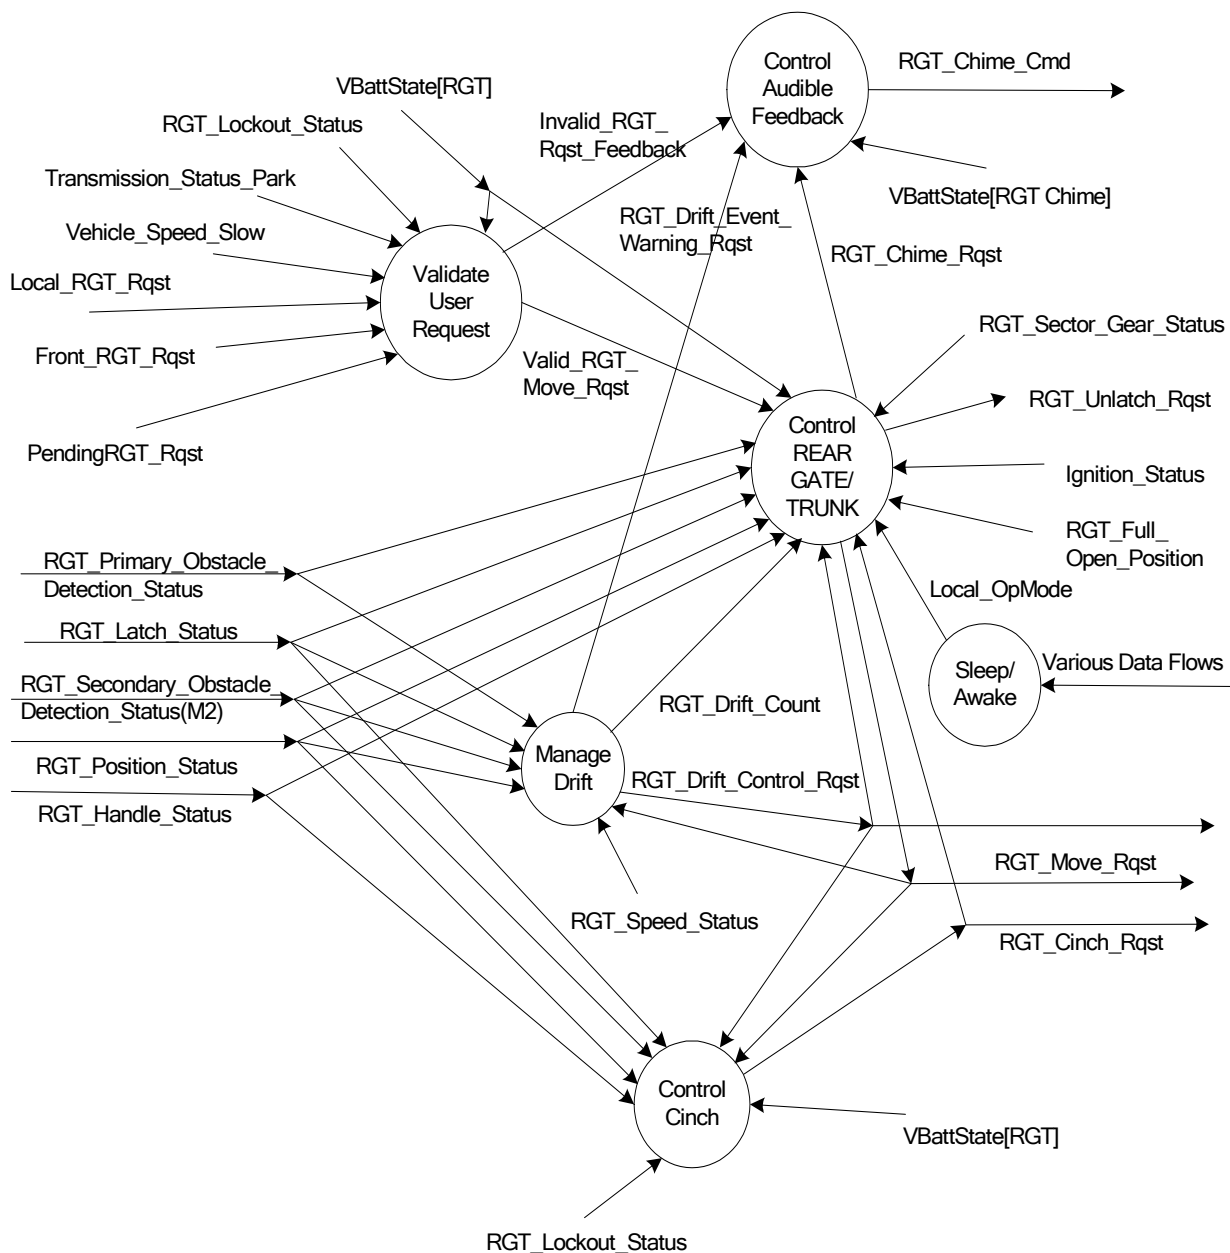 Control
Audible
Feedback
RGT_Chime_Cmd
VBattState[RGT]
RGT_Lockout_Status
Invalid_RGT_
Rqst_Feedback
Transmission_Status_Park
VBattState[RGT Chime]
Vehicle_Speed_Slow
RGT_Drift_Event_
Warning_Rqst
RGT_Chime_Rqst
Local_RGT_Rqst
Validate
User
Request
RGT_Sector_Gear_Status
Front_RGT_Rqst
Valid_RGT_
Move_Rqst
RGT_Unlatch_Rqst
PendingRGT_Rqst
Control
REAR
GATE/
TRUNK
Ignition_Status
RGT_Full_
Open_Position
RGT_Primary_Obstacle_
Detection_Status
Local_OpMode
RGT_Latch_Status
Sleep/
Awake
Various Data Flows
RGT_Secondary_Obstacle_
Detection_Status(M2)
RGT_Drift_Count
RGT_Position_Status
Manage
Drift
RGT_Drift_Control_Rqst
RGT_Handle_Status
RGT_Move_Rqst
RGT_Speed_Status
RGT_Cinch_Rqst
Control
Cinch
VBattState[RGT]
RGT_Lockout_Status